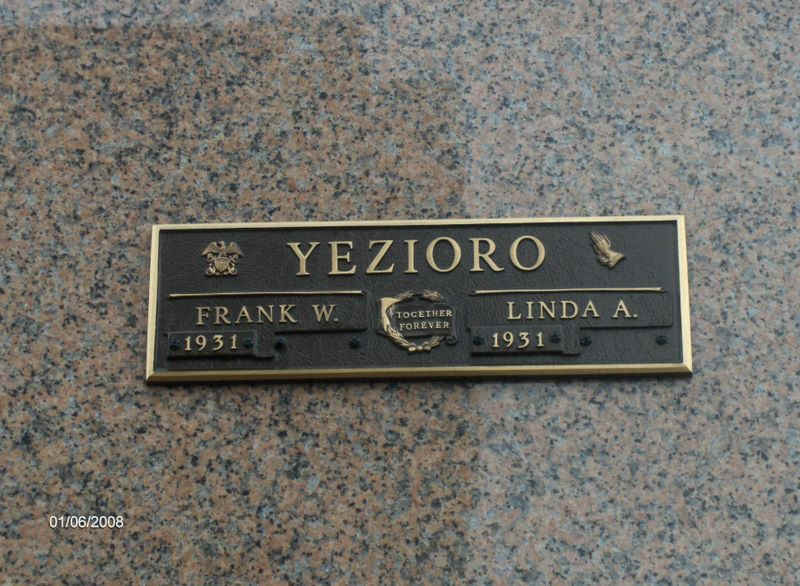 YEZIORO
FRANK W.
1931
TOGETHER
FOREVER
LINDA A.
1931
01/06/2008